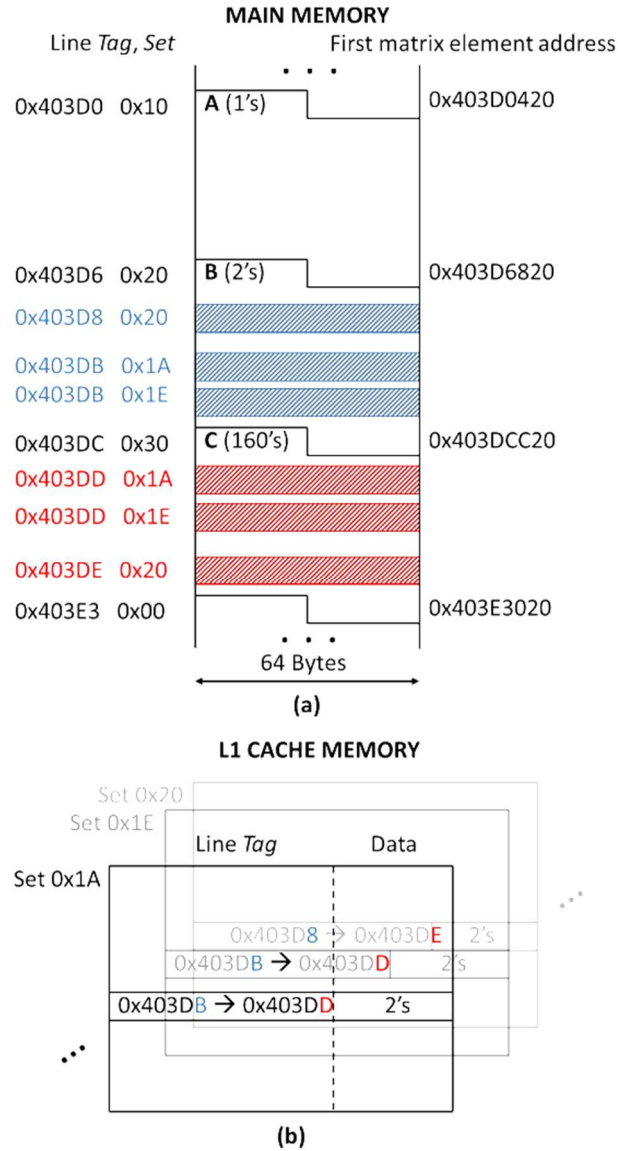 MAIN MEMORY
Line Tag, Set First matrix element address
. . .
0x403D0 0x10 A (1's) 0x403D0420
0x403D6 0x20 B (2's) 0x403D6820
0x403D8 0x20
0x403DB 0x1A
0x403DB 0x1E
0x403DC 0x30 C (160's) 0x403DCC20
0x403DD 0x1A
0x403DD 0x1E
0x403DE 0x20
0x403E3 0x00 0x403E3020
. . .
64 Bytes
(a)
L1 CACHE MEMORY
Set 0x20
Set 0x1E
Line Tag Data
Set 0x1A
...
0x403D8 → 0x403DE 2's
0x403DB → 0x403DD 2's
0x403DB → 0x403DD 2's
...
(b)